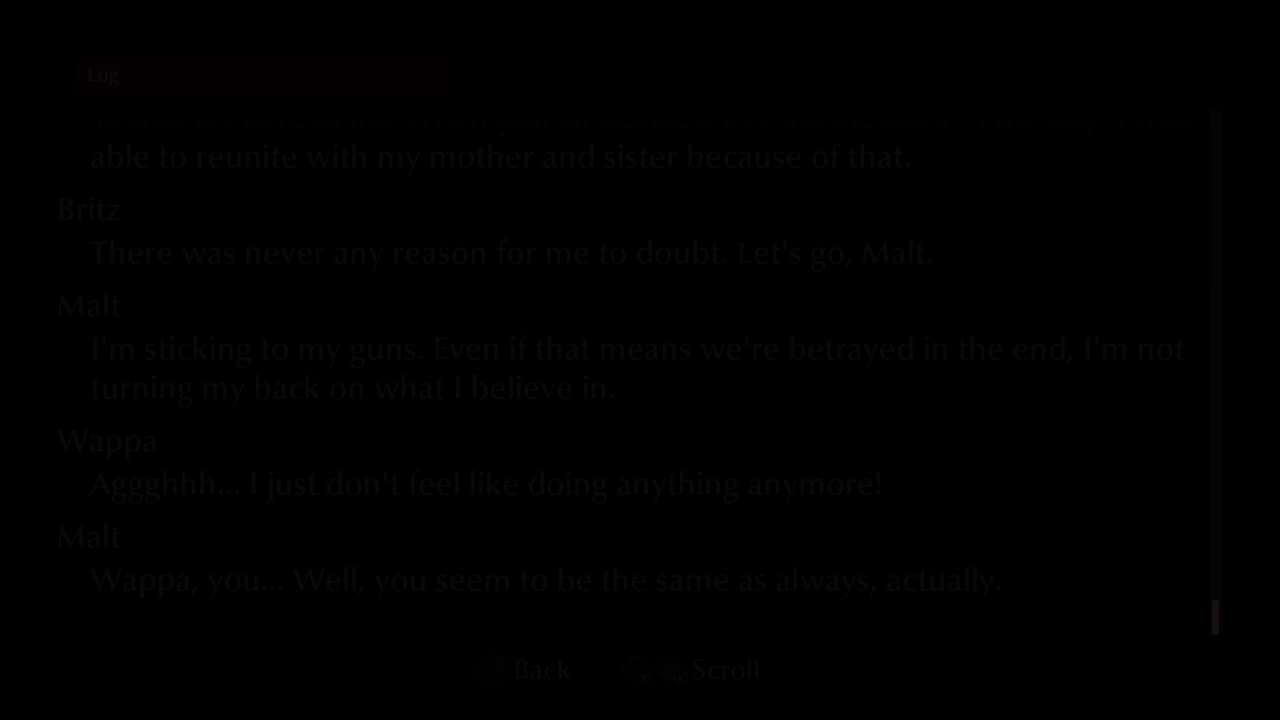 Log
able to reunite with my mother and sister because of that.
Britz
There was never any reason for me to doubt. Let's go, Malt.
Malt
I'm sticking to my guns. Even if that means we're betrayed in the end, I'm not
turning my back on what I believe in.
Wappa
Aggghhh... I just don't feel like doing anything anymore!
Malt
Wappa, you... Well, you seem to be the same as always, actually.
Back Scroll